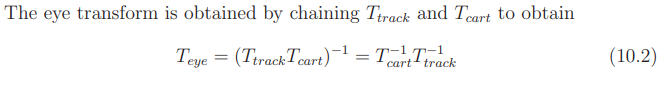 The eye transform is obtained by chaining T_track and T_cart to obtain
T_eye = (T_track T_cart)^{-1} = T_cart^{-1} T_track^{-1} (10.2)